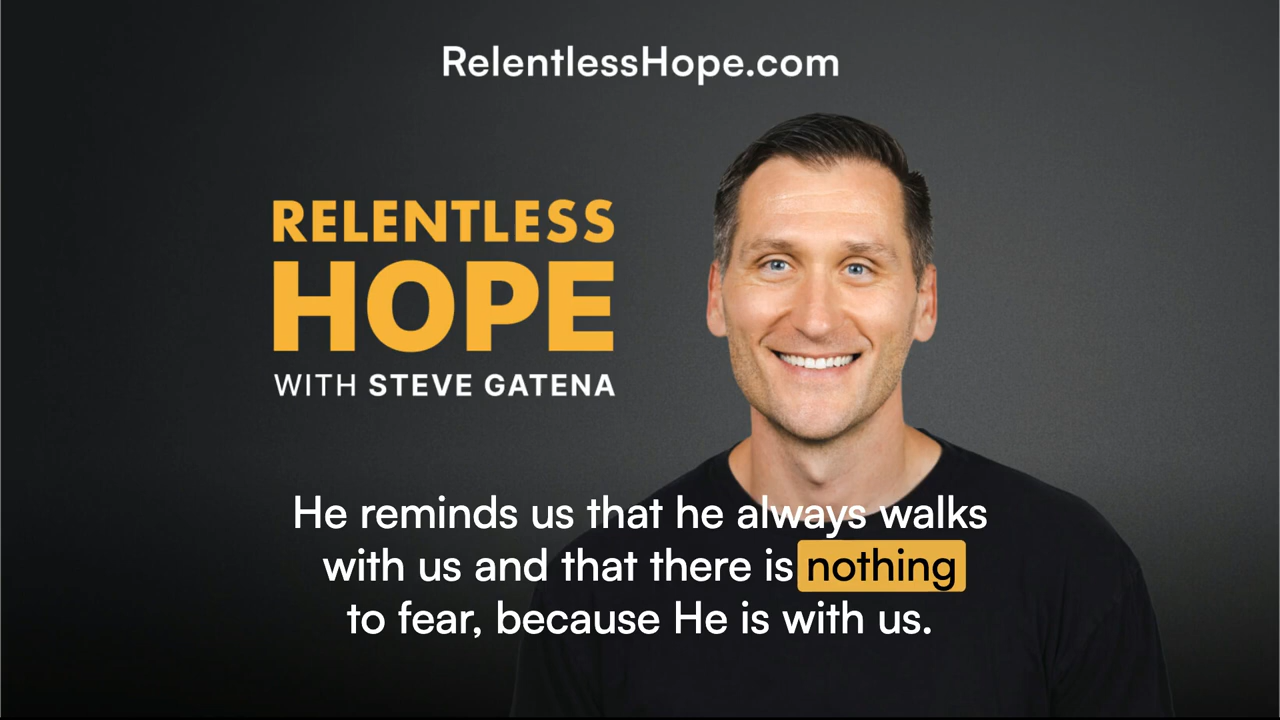 RelentlessHope.com
RELENTLESS
HOPE
WITH STEVE GATENA
He reminds us that he always walks
with us and that there is nothing
to fear, because He is with us.